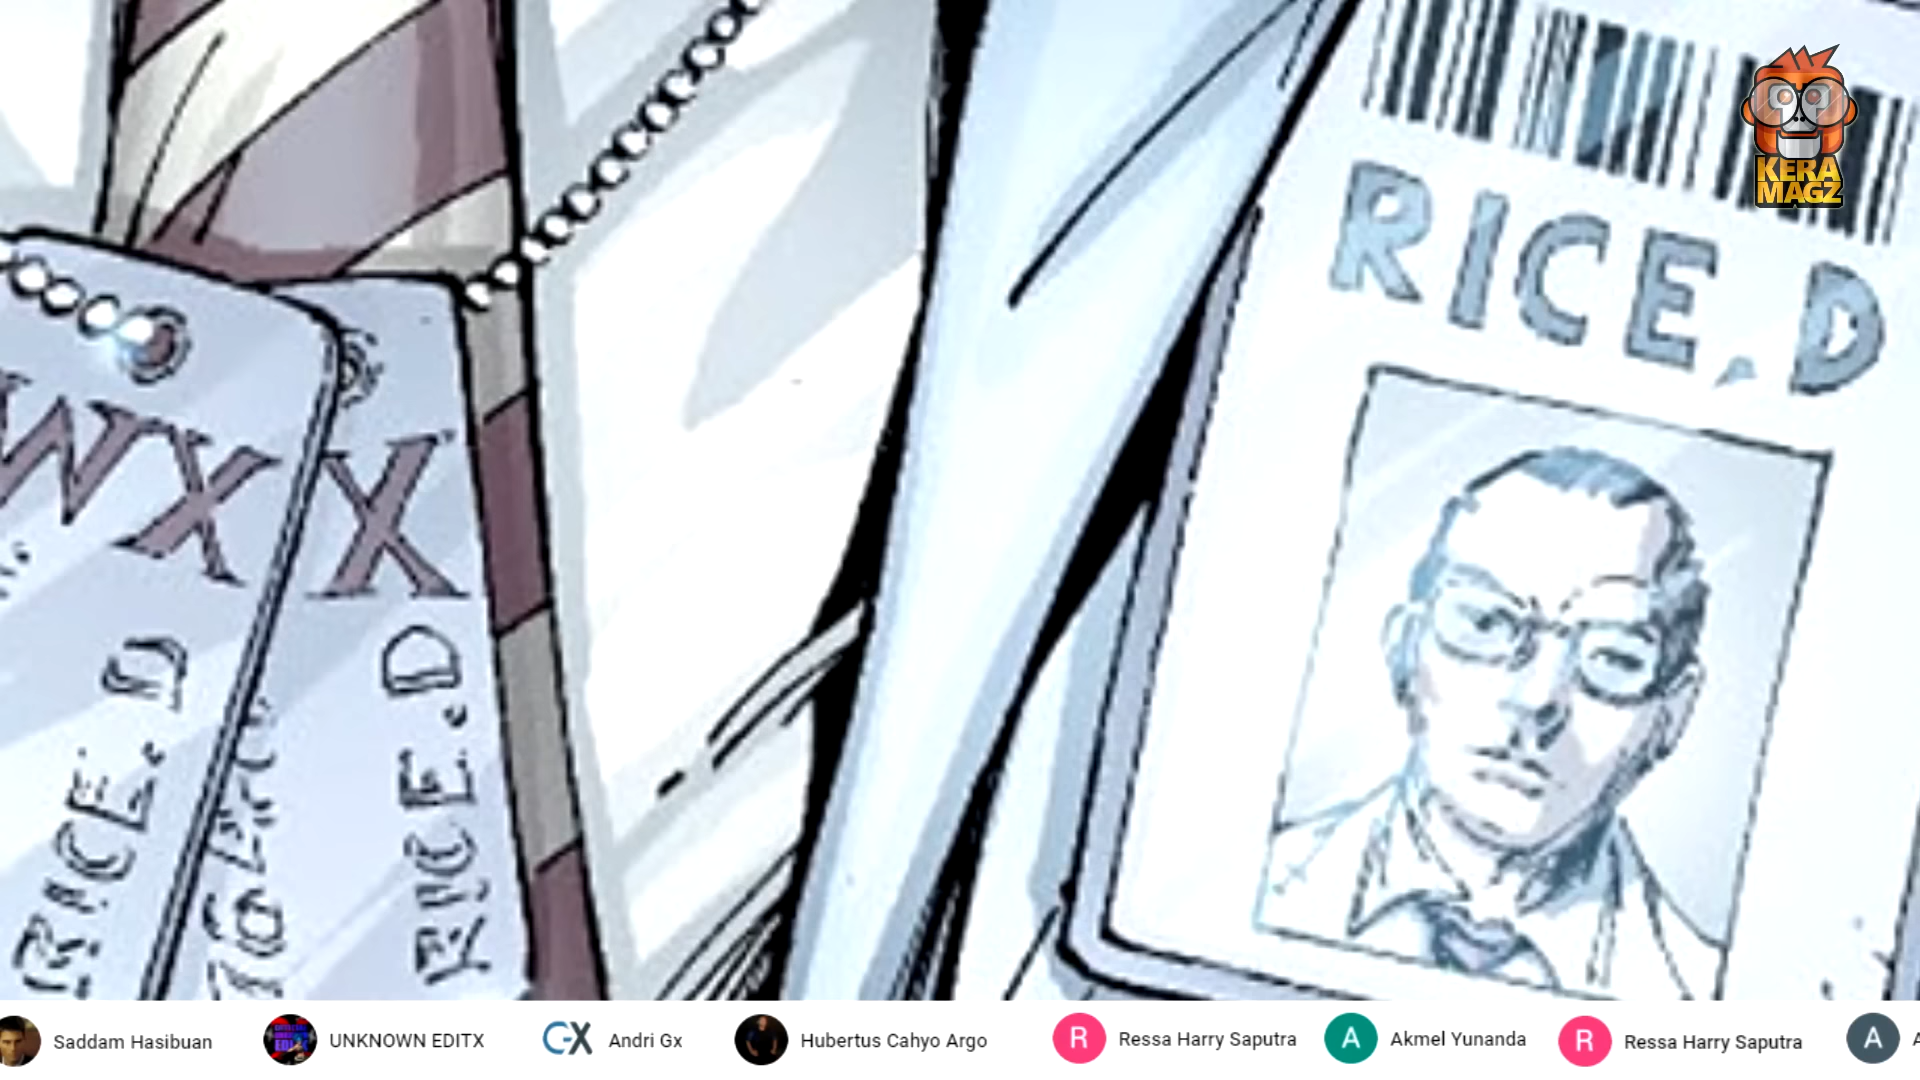 KERA
MAGZ
RICE, D
WX
X
RICE. D
RICE. D
Saddam Hasibuan
UNKNOWN EDITX
Andri Gx
Hubertus Cahyo Argo
R
Ressa Harry Saputra
A
Akmel Yunanda
R
Ressa Harry Saputra
A